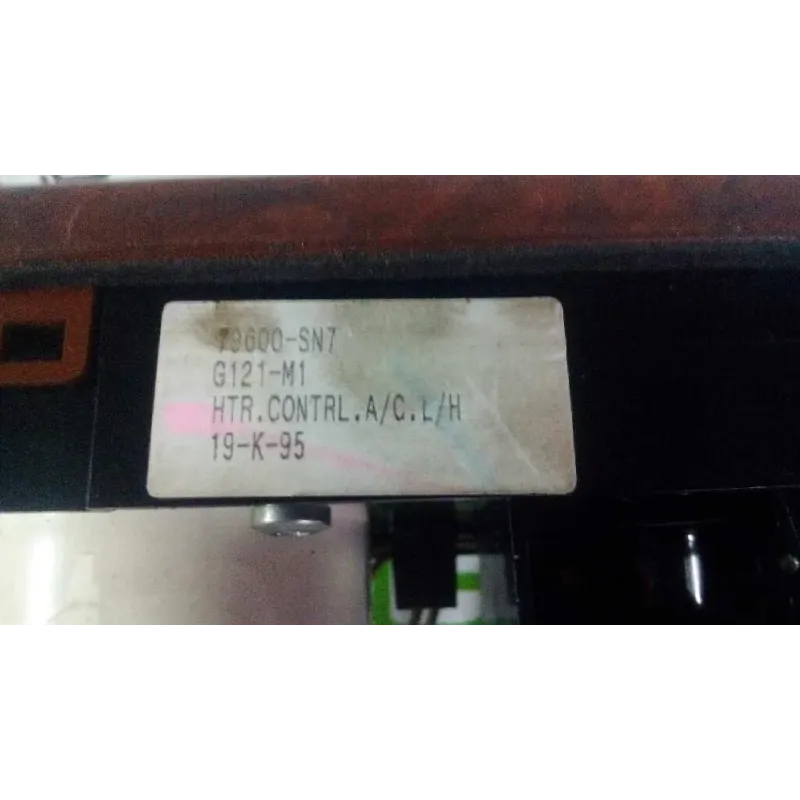 79600-SN7
G121-M1
HTR.CONTRL.A/C.L/H
19-K-95